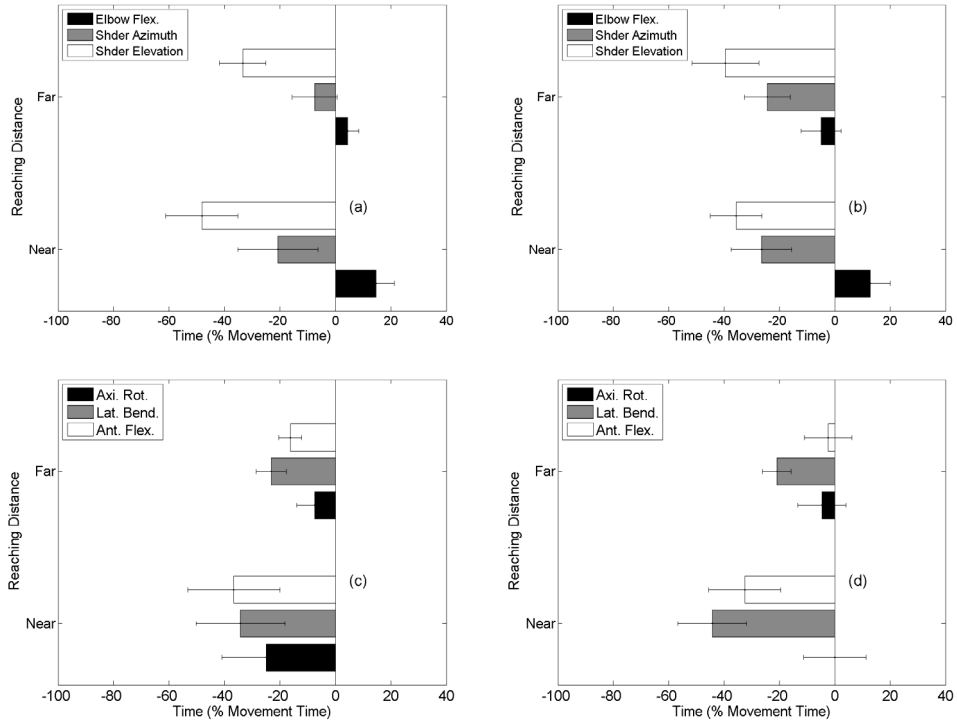 Elbow Flex.
Shder Azimuth
Shder Elevation
Reaching Distance
Far
Near
(a)
-100 -80 -60 -40 -20 0 20 40
Time (% Movement Time)
Elbow Flex.
Shder Azimuth
Shder Elevation
Reaching Distance
Far
Near
(b)
-100 -80 -60 -40 -20 0 20 40
Time (% Movement Time)
Axi. Rot.
Lat. Bend.
Ant. Flex.
Reaching Distance
Far
Near
(c)
-100 -80 -60 -40 -20 0 20 40
Time (% Movement Time)
Axi. Rot.
Lat. Bend.
Ant. Flex.
Reaching Distance
Far
Near
(d)
-100 -80 -60 -40 -20 0 20 40
Time (% Movement Time)